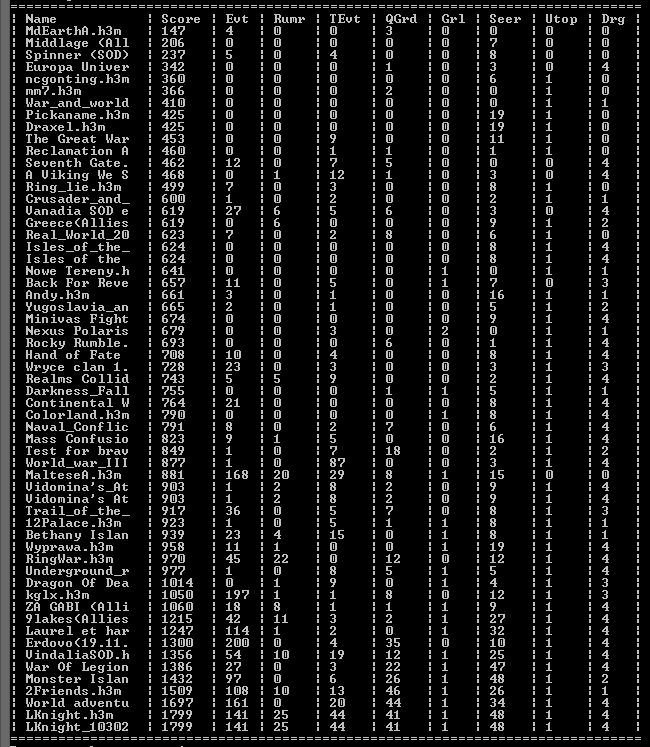 | Name | Score | Evt | Rumr | TEvt | QGrd | Grl | Seer | Utop | Drg |
| MdEarthA.h3m | 147 | 4 | 0 | 0 | 3 | 0 | 0 | 0 | 0 |
| Middlage (All | 206 | 0 | 0 | 0 | 0 | 0 | 7 | 0 | 0 |
| Spinner (SOD) | 237 | 5 | 0 | 4 | 0 | 0 | 8 | 0 | 0 |
| Europa Univer | 342 | 0 | 0 | 0 | 1 | 0 | 3 | 0 | 4 |
| ncgonting.h3m | 360 | 0 | 0 | 0 | 0 | 0 | 6 | 1 | 0 |
| mm7.h3m | 366 | 0 | 0 | 0 | 2 | 0 | 0 | 1 | 0 |
| War_and_world | 410 | 0 | 0 | 0 | 0 | 0 | 0 | 1 | 1 |
| Pickaname.h3m | 425 | 0 | 0 | 0 | 0 | 0 | 19 | 1 | 0 |
| Draxel.h3m | 425 | 0 | 0 | 0 | 0 | 0 | 19 | 1 | 0 |
| The Great War | 453 | 0 | 0 | 9 | 0 | 0 | 11 | 1 | 0 |
| Reclamation A | 460 | 0 | 0 | 1 | 1 | 0 | 1 | 1 | 0 |
| Seventh Gate. | 462 | 12 | 0 | 7 | 5 | 0 | 0 | 0 | 4 |
| A Viking We S | 468 | 0 | 1 | 12 | 1 | 0 | 3 | 0 | 4 |
| Ring_lie.h3m | 499 | 7 | 0 | 3 | 0 | 0 | 8 | 1 | 0 |
| Crusader_and_ | 600 | 1 | 0 | 2 | 0 | 0 | 2 | 1 | 1 |
| Vanadia SOD e | 619 | 27 | 6 | 5 | 6 | 0 | 3 | 0 | 4 |
| Greece(Allies | 619 | 0 | 6 | 0 | 0 | 0 | 9 | 1 | 2 |
| Real_World_20 | 623 | 7 | 0 | 2 | 8 | 0 | 6 | 1 | 0 |
| Isles_of_the_ | 624 | 0 | 0 | 0 | 0 | 0 | 8 | 1 | 4 |
| Isles of the | 624 | 0 | 0 | 0 | 0 | 0 | 8 | 1 | 4 |
| Nowe Tereny.h | 641 | 0 | 0 | 0 | 0 | 1 | 0 | 1 | 1 |
| Back For Reve | 657 | 11 | 0 | 5 | 0 | 1 | 7 | 0 | 3 |
| Andy.h3m | 661 | 3 | 0 | 1 | 0 | 0 | 16 | 1 | 1 |
| Yugoslavia_an | 665 | 2 | 0 | 1 | 0 | 0 | 5 | 1 | 2 |
| Minivas Fight | 674 | 0 | 0 | 0 | 0 | 0 | 9 | 1 | 4 |
| Nexus Polaris | 679 | 0 | 0 | 3 | 0 | 2 | 0 | 1 | 1 |
| Rocky Rumble. | 693 | 0 | 0 | 0 | 6 | 0 | 1 | 1 | 4 |
| Hand of Fate | 708 | 10 | 0 | 4 | 0 | 0 | 8 | 1 | 4 |
| Wryce clan 1. | 728 | 23 | 0 | 3 | 0 | 0 | 3 | 1 | 3 |
| Realms Collid | 743 | 5 | 5 | 9 | 0 | 0 | 2 | 1 | 4 |
| Darkness_Fall | 755 | 0 | 0 | 0 | 1 | 1 | 5 | 1 | 1 |
| Continental W | 764 | 21 | 0 | 0 | 0 | 0 | 8 | 1 | 4 |
| Colorland.h3m | 790 | 0 | 0 | 0 | 0 | 1 | 8 | 1 | 4 |
| Naval_Conflic | 791 | 8 | 0 | 2 | 7 | 0 | 6 | 1 | 4 |
| Mass Confusio | 823 | 9 | 1 | 5 | 0 | 0 | 16 | 1 | 4 |
| Test for brav | 849 | 1 | 0 | 7 | 18 | 0 | 2 | 1 | 2 |
| World_war_III | 877 | 1 | 0 | 87 | 0 | 0 | 3 | 1 | 4 |
| MalteseA.h3m | 881 | 168 | 20 | 29 | 8 | 1 | 15 | 0 | 0 |
| Vidomina's_At | 903 | 1 | 2 | 8 | 2 | 0 | 9 | 1 | 4 |
| Vidomina's At | 903 | 1 | 2 | 8 | 2 | 0 | 9 | 1 | 4 |
| Trail_of_the_ | 917 | 36 | 0 | 5 | 7 | 0 | 8 | 1 | 3 |
| 12Palace.h3m | 923 | 1 | 0 | 5 | 1 | 1 | 8 | 1 | 4 |
| Bethany Islan | 939 | 23 | 4 | 15 | 0 | 1 | 8 | 1 | 4 |
| Wyprawa.h3m | 958 | 11 | 1 | 0 | 0 | 0 | 19 | 1 | 4 |
| RingWar.h3m | 970 | 45 | 22 | 0 | 12 | 0 | 12 | 1 | 4 |
| Underground_r | 977 | 1 | 0 | 8 | 5 | 1 | 5 | 1 | 4 |
| Dragon Of Dea | 1014 | 0 | 1 | 9 | 0 | 1 | 4 | 1 | 3 |
| kglx.h3m | 1050 | 197 | 1 | 1 | 8 | 0 | 12 | 1 | 3 |
| ZA GABI (Alli | 1060 | 18 | 8 | 1 | 1 | 1 | 9 | 1 | 4 |
| 9lakes(Allies | 1215 | 42 | 11 | 3 | 2 | 1 | 27 | 1 | 4 |
| Laurel et har | 1247 | 114 | 1 | 2 | 0 | 1 | 32 | 1 | 4 |
| Erdovo(19.11. | 1300 | 200 | 0 | 4 | 35 | 0 | 10 | 1 | 4 |
| VindaliaSOD.h | 1356 | 54 | 10 | 19 | 12 | 1 | 25 | 1 | 4 |
| War Of Legion | 1386 | 27 | 0 | 3 | 22 | 1 | 47 | 1 | 4 |
| Monster Islan | 1432 | 97 | 0 | 6 | 26 | 1 | 48 | 1 | 2 |
| 2Friends.h3m | 1509 | 108 | 10 | 13 | 46 | 1 | 26 | 1 | 4 |
| World adventu | 1697 | 161 | 0 | 20 | 44 | 1 | 34 | 1 | 4 |
| LKnight.h3m | 1799 | 141 | 25 | 44 | 41 | 1 | 48 | 1 | 4 |
| LKnight_10302 | 1799 | 141 | 25 | 44 | 41 | 1 | 48 | 1 | 4 |